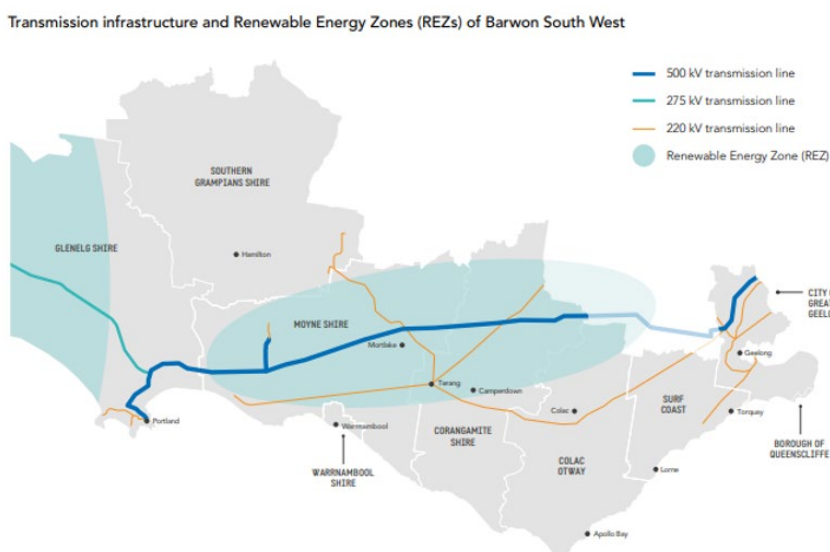 Transmission infrastructure and Renewable Energy Zones (REZs) of Barwon South West
500 kV transmission line
275 kV transmission line
220 kV transmission line
Renewable Energy Zone (REZ)
SOUTHERN
GRAMPIANS SHIRE
GLENELG SHIRE
Hamilton
CITY O
GREAT
GEEL
MOYNE SHIRE
Mortlake
Geelong
Terang
Camperdown
Colac
SURF
COAST
Torquay
Portland
Warrnambool
CORANGAMITE
SHIRE
BOROUGH OF
QUEENSCLIFFE
WARRNAMBOOL
SHIRE
COLAC
OTWAY
Lorne
Apollo Bay